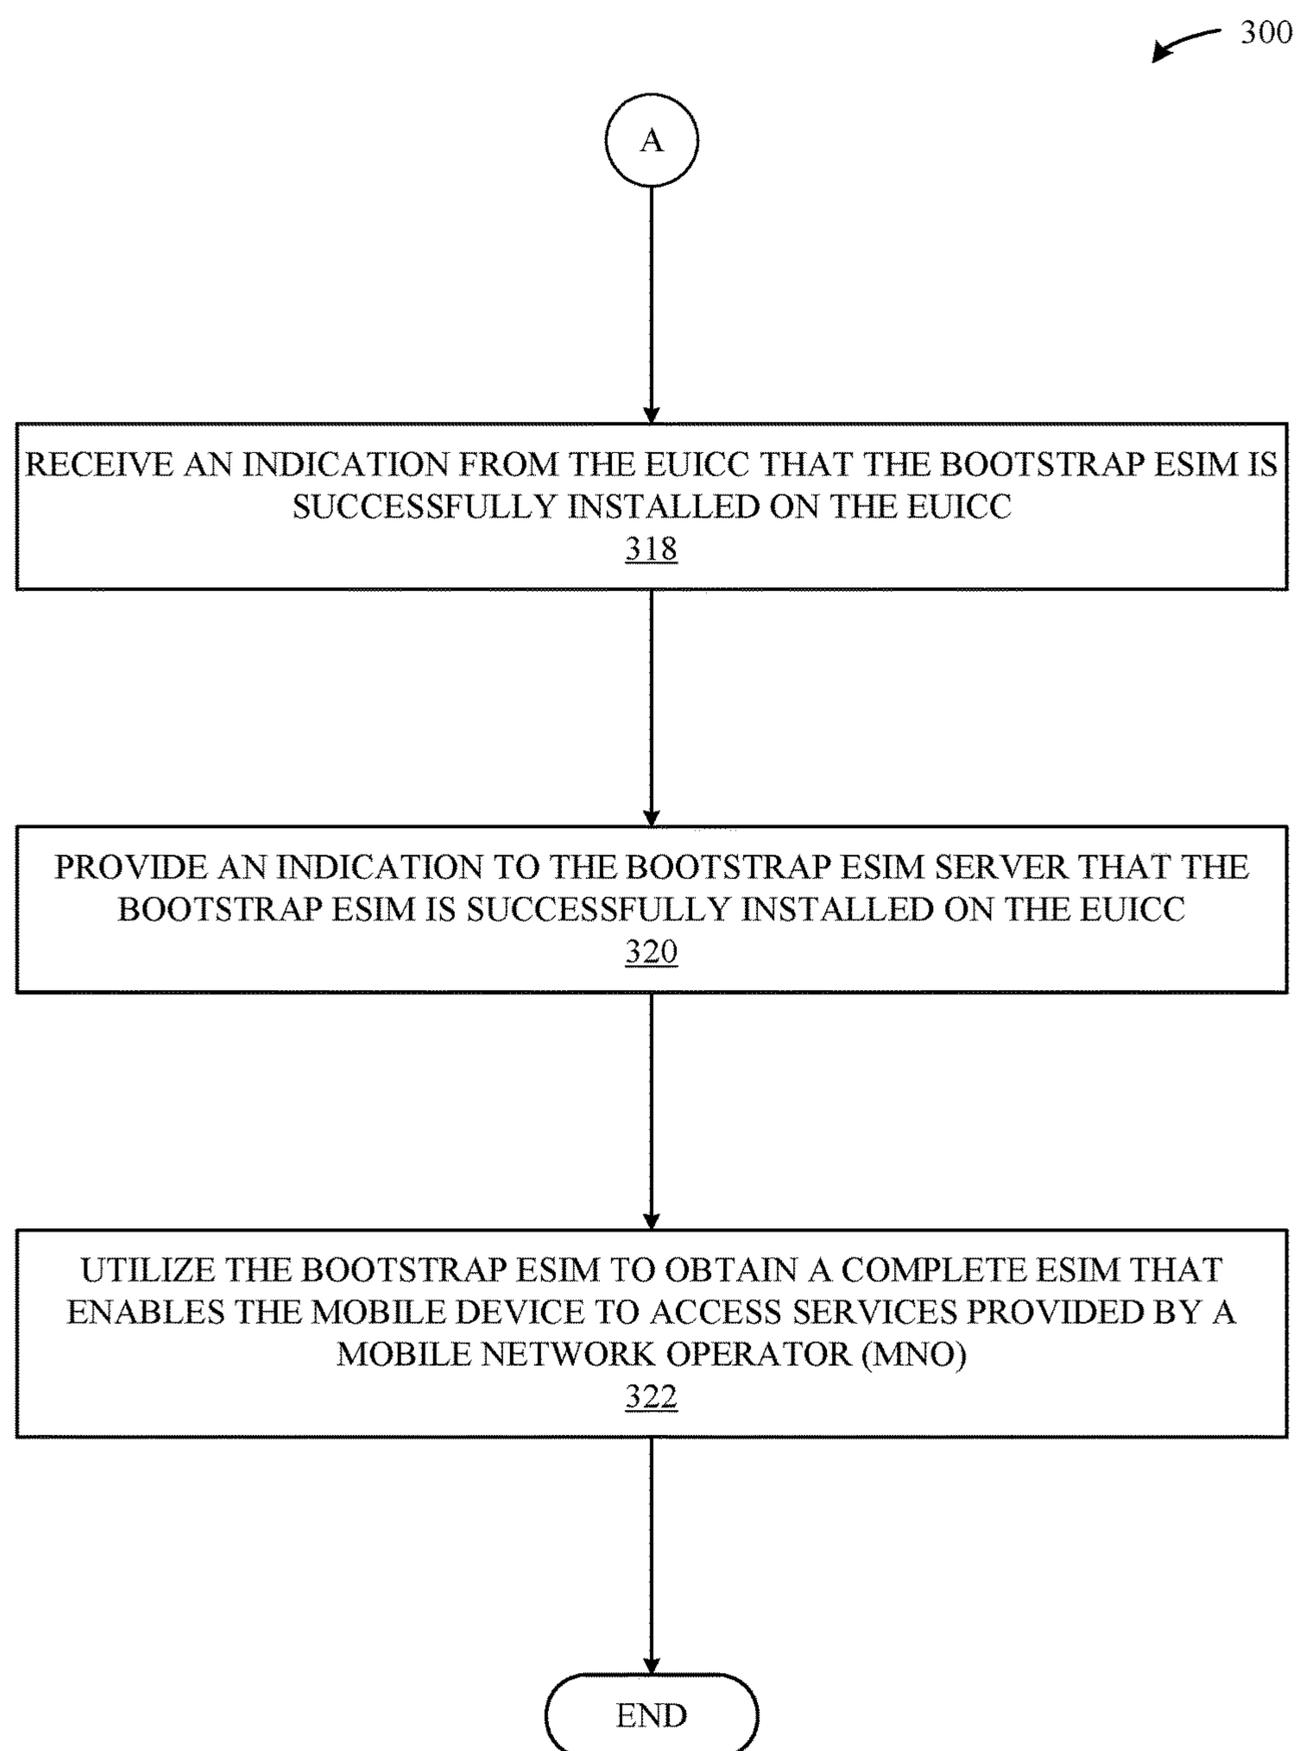 300
A
RECEIVE AN INDICATION FROM THE EUICC THAT THE BOOTSTRAP ESIM IS
SUCCESSFULLY INSTALLED ON THE EUICC
318
PROVIDE AN INDICATION TO THE BOOTSTRAP ESIM SERVER THAT THE
BOOTSTRAP ESIM IS SUCCESSFULLY INSTALLED ON THE EUICC
320
UTILIZE THE BOOTSTRAP ESIM TO OBTAIN A COMPLETE ESIM THAT
ENABLES THE MOBILE DEVICE TO ACCESS SERVICES PROVIDED BY A
MOBILE NETWORK OPERATOR (MNO)
322
END